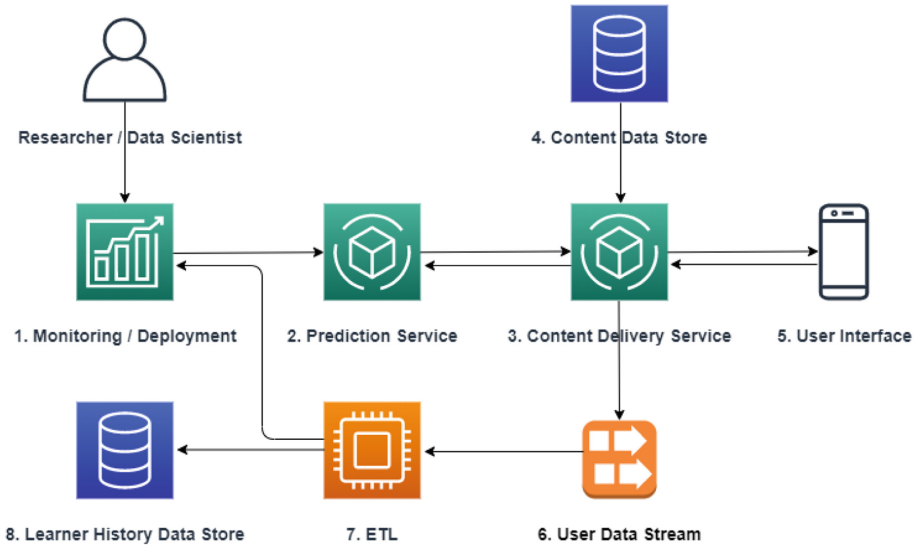 Researcher / Data Scientist
4. Content Data Store
1. Monitoring / Deployment
2. Prediction Service
3. Content Delivery Service
5. User Interface
8. Learner History Data Store
7. ETL
6. User Data Stream